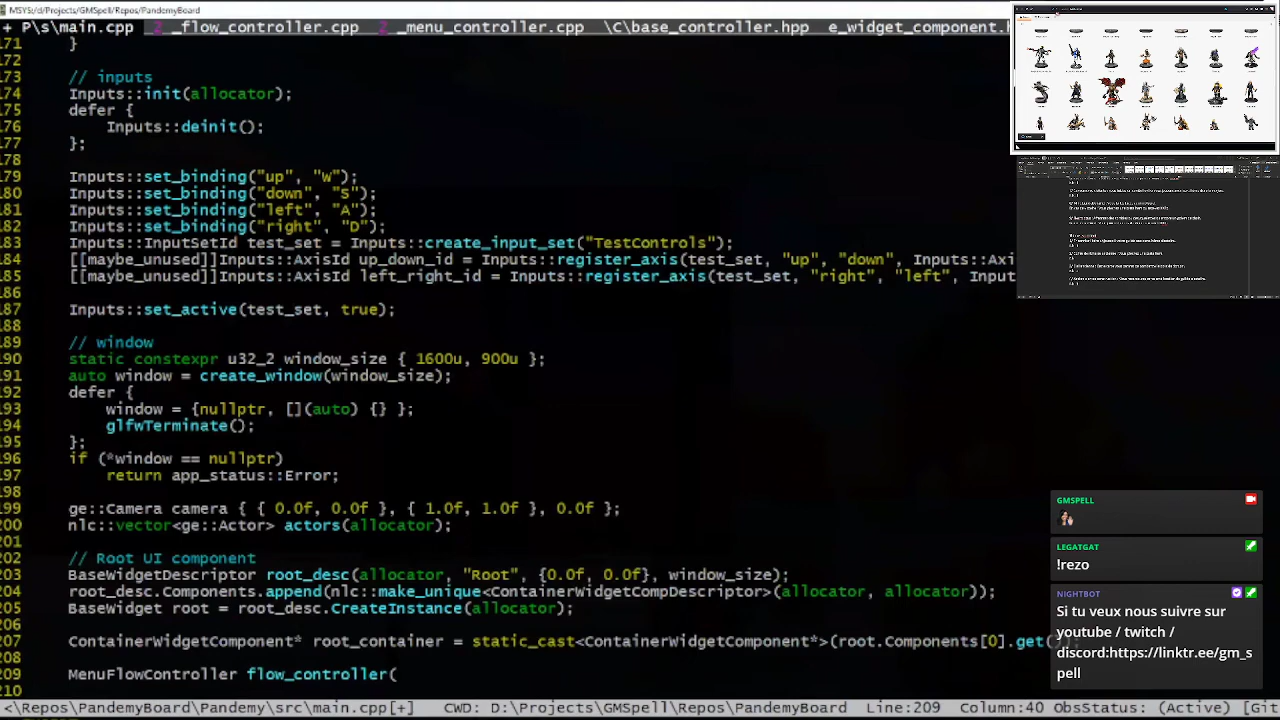 MSYS:/d/Projects/GMSpell/Repos/PandemyBoard
+ P\s\main.cpp 2 _flow_controller.cpp 2 _menu_controller.cpp \C\base_controller.hpp e_widget_component.
171 }
172
173 // inputs
174 Inputs::init(allocator);
175 defer {
176 Inputs::deinit();
177 };
178
179 Inputs::set_binding("up", "W");
180 Inputs::set_binding("down", "S");
181 Inputs::set_binding("left", "A");
182 Inputs::set_binding("right", "D");
183 Inputs::InputSetId test_set = Inputs::create_input_set("TestControls");
184 [[maybe_unused]]Inputs::AxisId up_down_id = Inputs::register_axis(test_set, "up", "down", Inputs::Axi
185 [[maybe_unused]]Inputs::AxisId left_right_id = Inputs::register_axis(test_set, "right", "left", Input
186
187 Inputs::set_active(test_set, true);
188
189 // window
190 static constexpr u32_2 window_size { 1600u, 900u };
191 auto window = create_window(window_size);
192 defer {
193 window = {nullptr, [](auto) {} };
194 glfwTerminate();
195 };
196 if (*window == nullptr)
197 return app_status::Error;
198
199 ge::Camera camera { { 0.0f, 0.0f }, { 1.0f, 1.0f }, 0.0f };
200 nlc::vector<ge::Actor> actors(allocator);
201
202 // Root UI component
203 BaseWidgetDescriptor root_desc(allocator, "Root", {0.0f, 0.0f}, window_size);
204 root_desc.Components.append(nlc::make_unique<ContainerWidgetCompDescriptor>(allocator, allocator));
205 BaseWidget root = root_desc.CreateInstance(allocator);
206
207 ContainerWidgetComponent* root_container = static_cast<ContainerWidgetComponent*>(root.Components[0].get());
208
209 MenuFlowController flow_controller(
210
<\Repos\PandemyBoard\Pandemy\src\main.cpp[+] CWD: D:\Projects\GMSpell\Repos\PandemyBoard Line:209 Column:40 ObsStatus: (Active) [Git
GMSPELL
LEGATGAT
!rezo
NIGHTBOT
Si tu veux nous suivre sur
youtube / twitch /
discord:https://linktr.ee/gm_s
pell